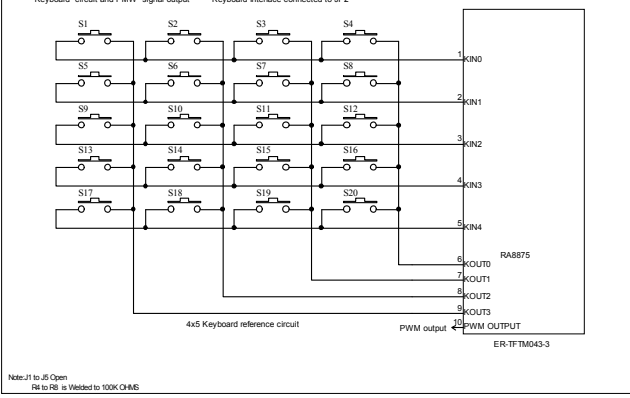 Keyboard circuit and PMW signal output Keyboard interface connected to JP2
S1 S2 S3 S4
1 KIN0
S5 S6 S7 S8
2 KIN1
S9 S10 S11 S12
3 KIN2
S13 S14 S15 S16
4 KIN3
S17 S18 S19 S20
5 KIN4
RA8875
6 KOUT0
7 KOUT1
8 KOUT2
9 KOUT3
4x5 Keyboard reference circuit
PWM output 10 PWM OUTPUT
ER-TFTM043-3
Note:J1 to J5 Open
R4 to R8 is Welded to 100K OHMS